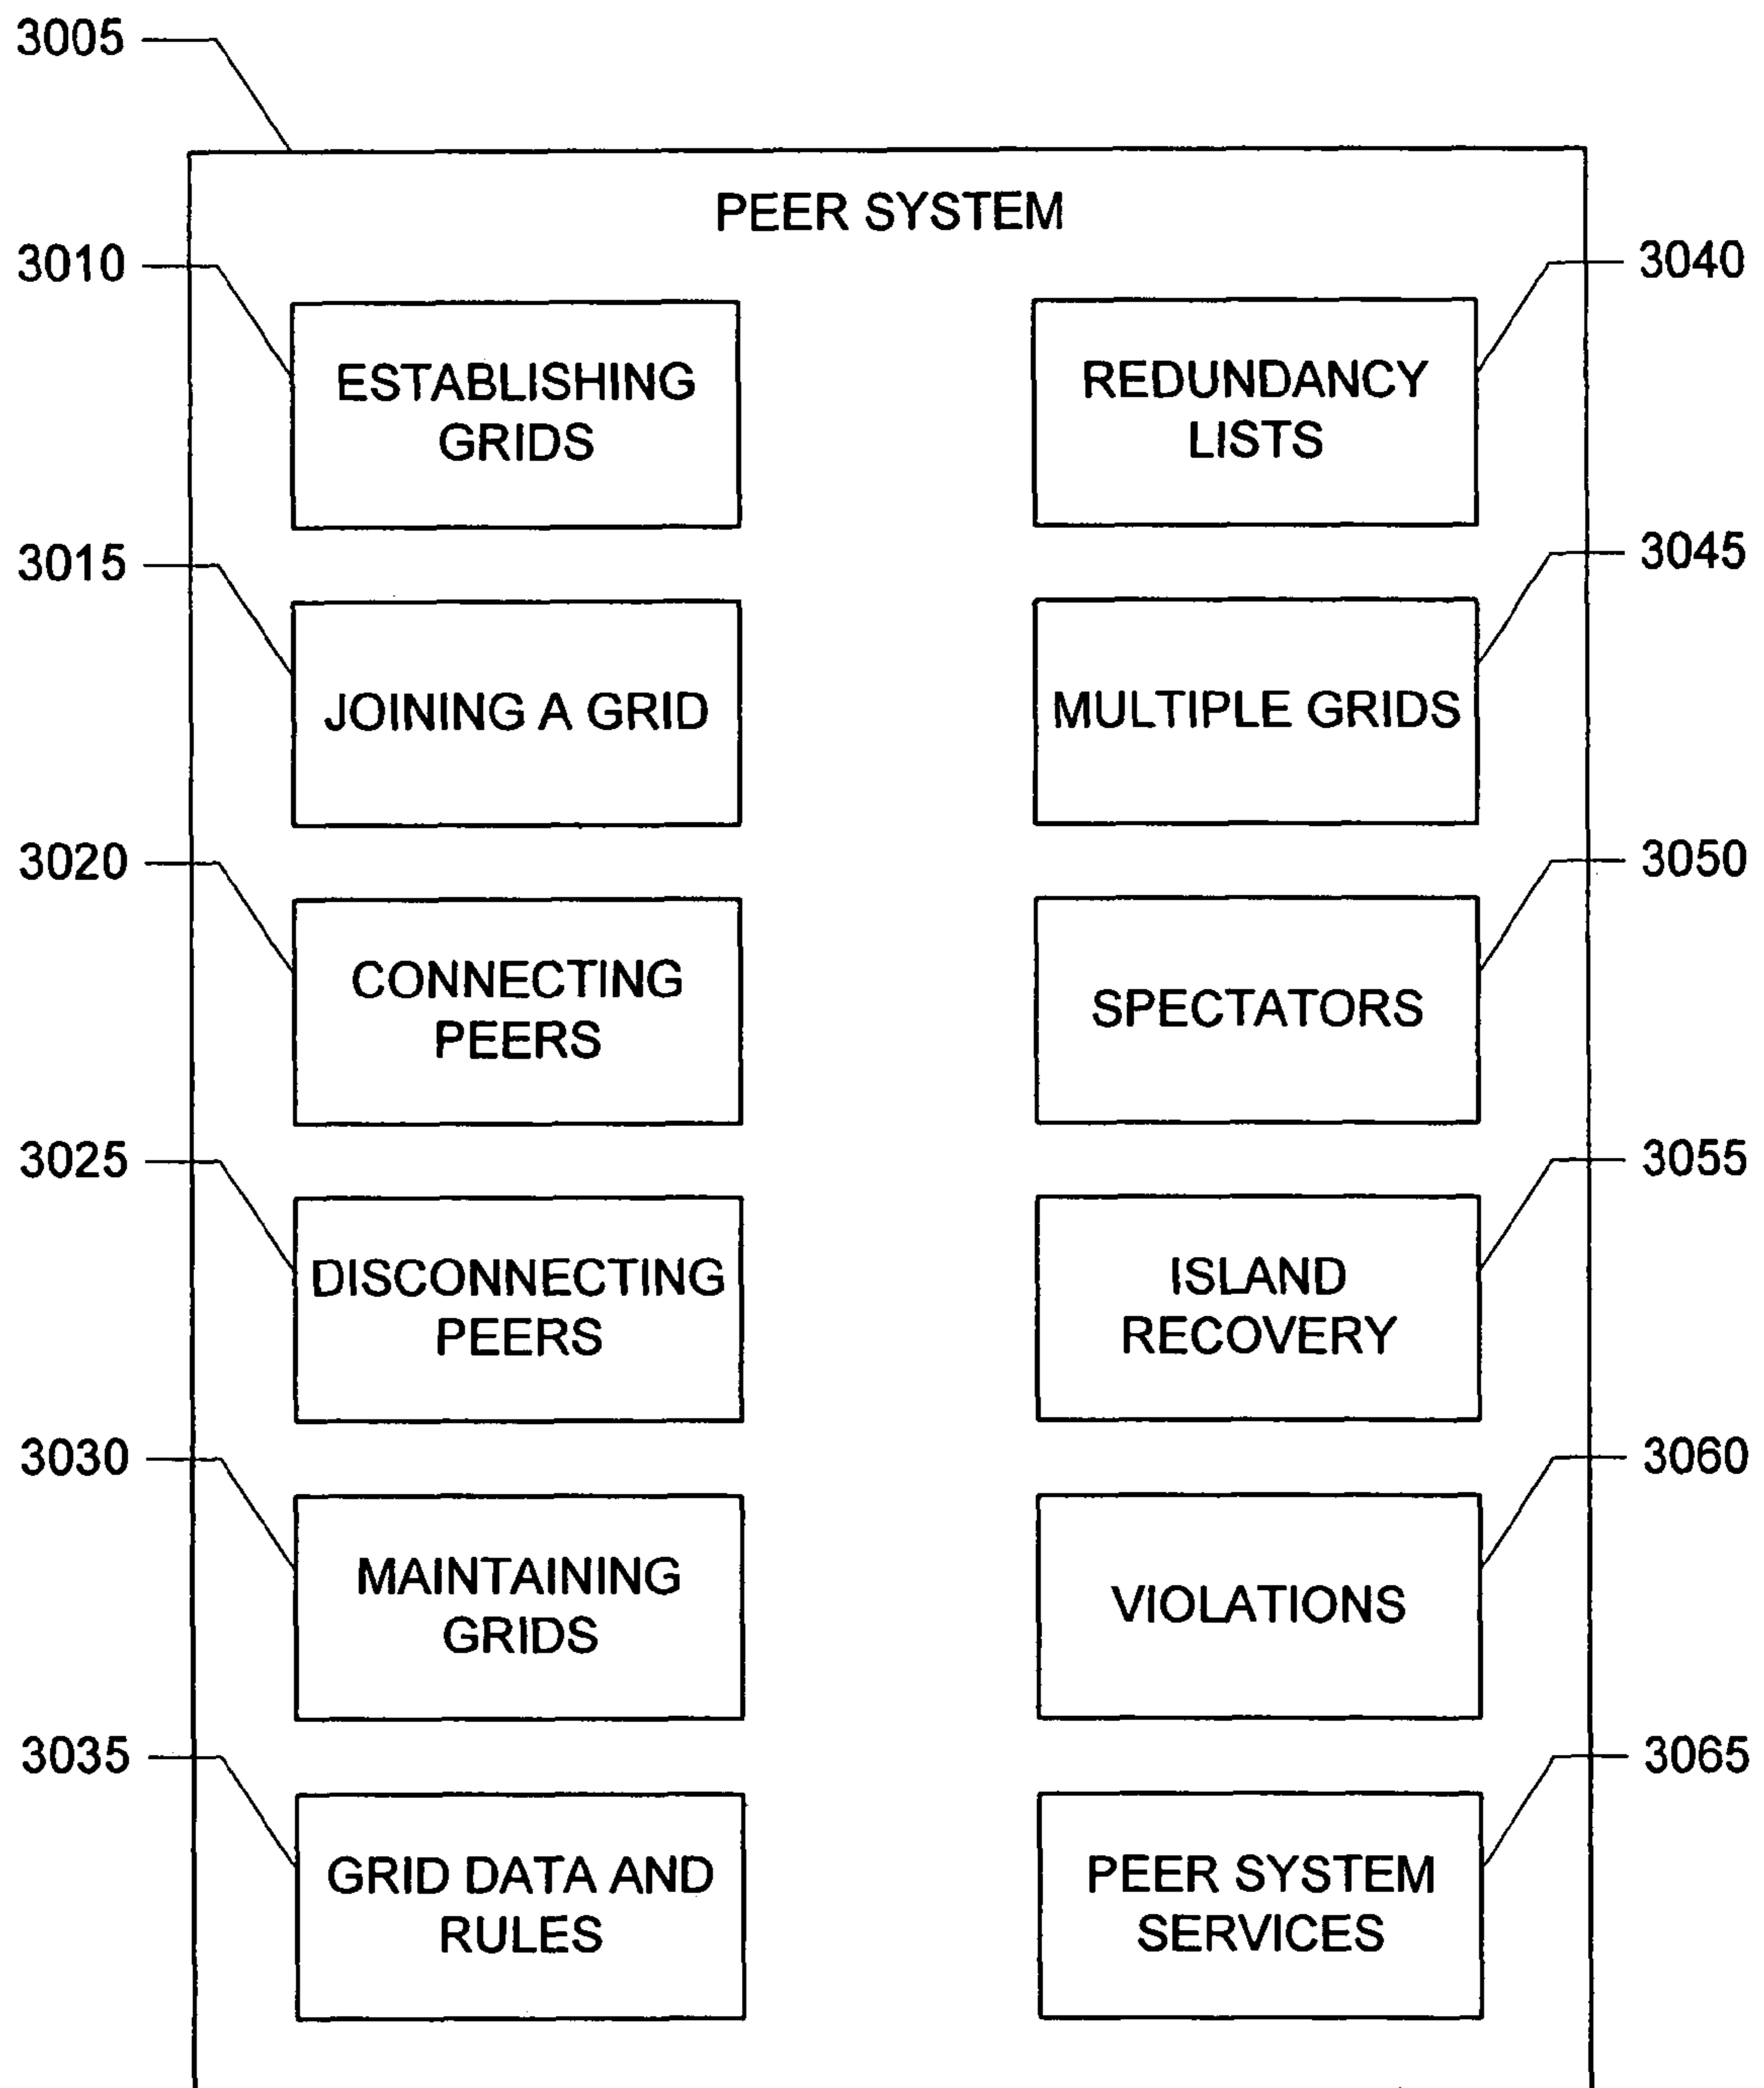 3005
PEER SYSTEM
3010
ESTABLISHING
GRIDS
3015
JOINING A GRID
3020
CONNECTING
PEERS
3025
DISCONNECTING
PEERS
3030
MAINTAINING
GRIDS
3035
GRID DATA AND
RULES
3040
REDUNDANCY
LISTS
3045
MULTIPLE GRIDS
3050
SPECTATORS
3055
ISLAND
RECOVERY
3060
VIOLATIONS
3065
PEER SYSTEM
SERVICES